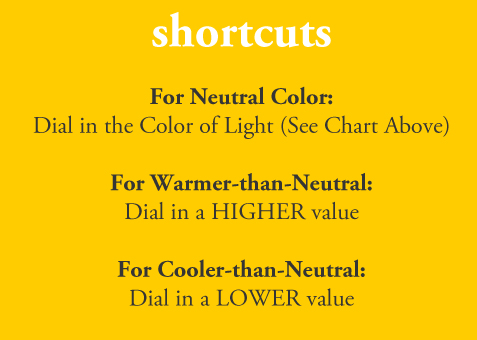 shortcuts
For Neutral Color:
Dial in the Color of Light (See Chart Above)
For Warmer-than-Neutral:
Dial in a HIGHER value
For Cooler-than-Neutral:
Dial in a LOWER value